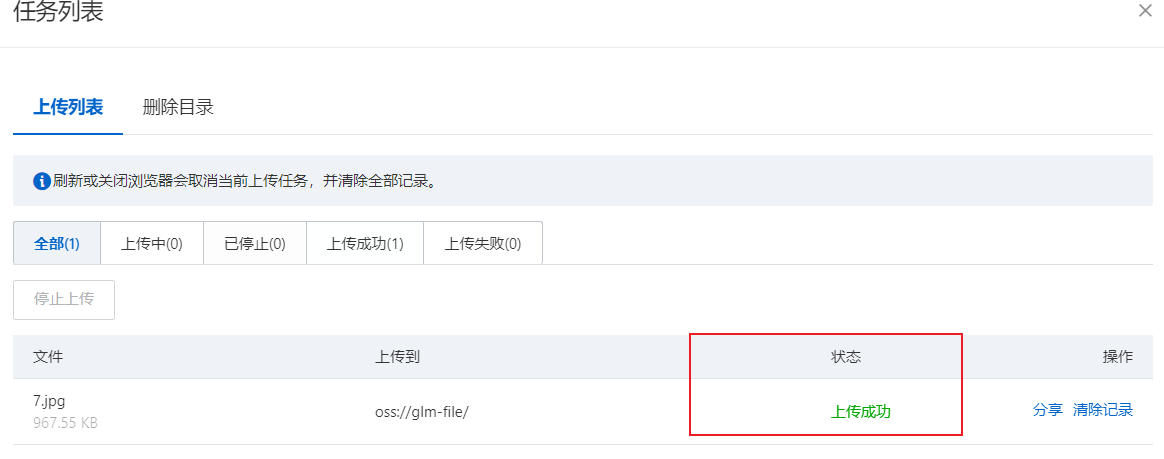 任务列表
上传列表 删除目录
刷新或关闭浏览器会取消当前上传任务，并清除全部记录。
全部(1) 上传中(0) 已停止(0) 上传成功(1) 上传失败(0)
停止上传
文件 上传到 状态 操作
7.jpg
967.55 KB
oss://glm-file/ 上传成功 分享 清除记录